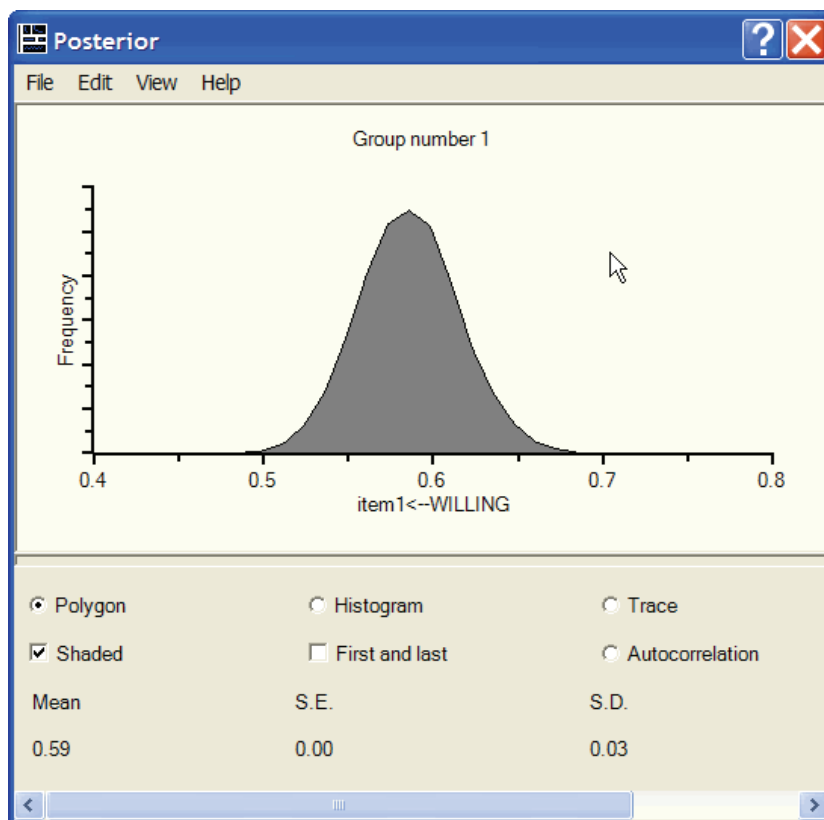 Posterior
File Edit View Help
Group number 1
Frequency
0.4 0.5 0.6 0.7 0.8
item1<--WILLING
Polygon Histogram Trace
Shaded First and last Autocorrelation
Mean S.E. S.D.
0.59 0.00 0.03